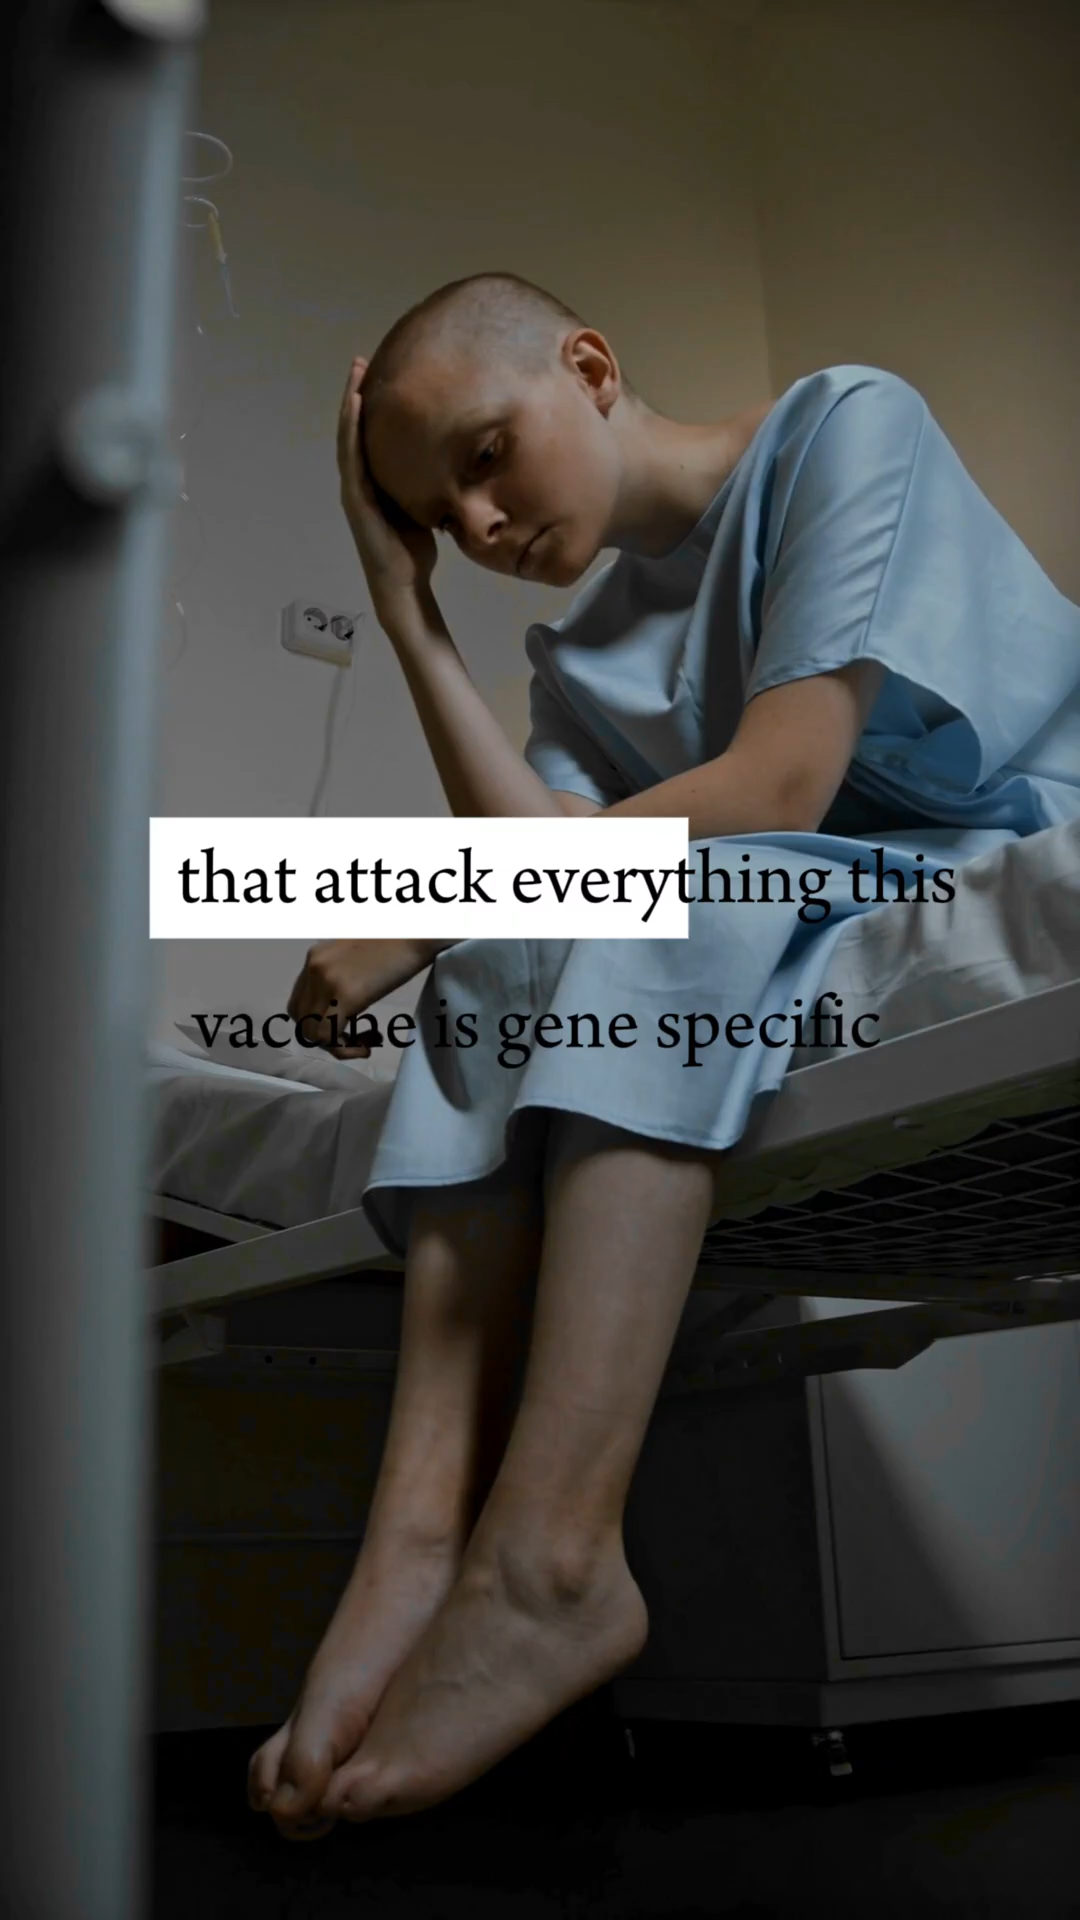 that attack everything this
vaccine is gene specific